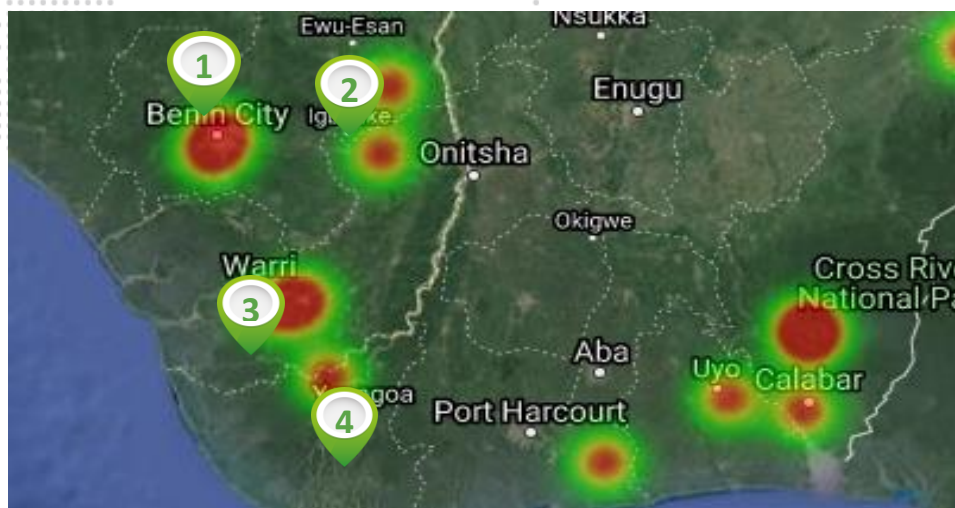 Nsukka
Ewu-Esan
1
2
Enugu
Benin City
Onitsha
Okigwe
Warri
Cross Rive
National Pa
3
Aba
Uyo
Calabar
4
Port Harcourt